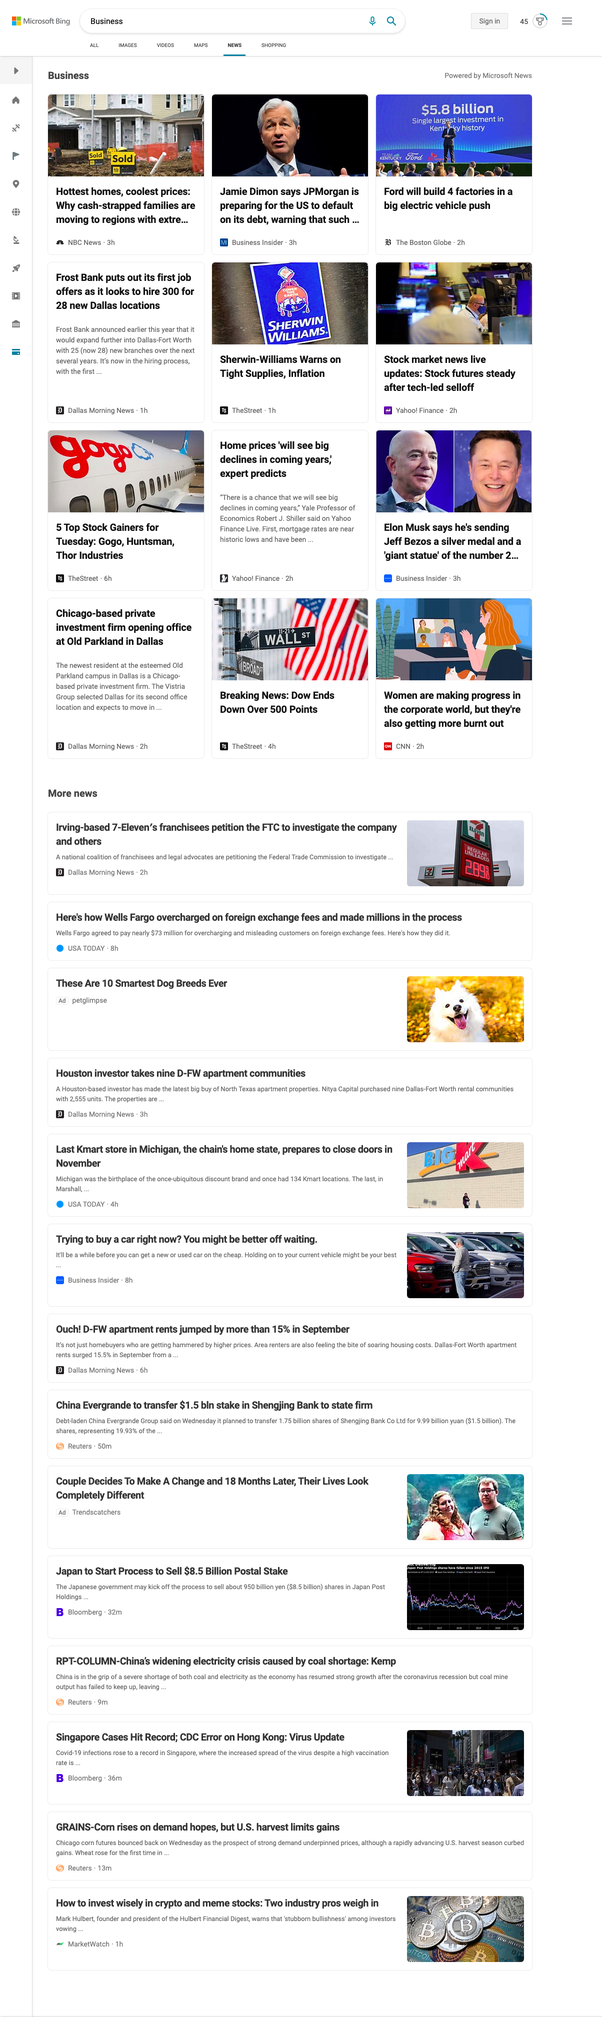 Microsoft Bing
Business
Sign in
45
ALL IMAGES VIDEOS MAPS NEWS SHOPPING
Business
Powered by Microsoft News
Sold
Sold
Hottest homes, coolest prices:
Why cash-strapped families are
moving to regions with extre...
NBC News · 3h
Jamie Dimon says JPMorgan is
preparing for the US to default
on its debt, warning that such ...
Business Insider · 3h
$5.8 billion
Single largest investment in
Kentucky history
Ford
Ford will build 4 factories in a
big electric vehicle push
The Boston Globe · 2h
Frost Bank puts out its first job
offers as it looks to hire 300 for
28 new Dallas locations
Frost Bank announced earlier this year that it
would expand further into Dallas-Fort Worth
with 25 (now 28) new branches over the next
several years. It's now in the hiring process,
with the first ...
Dallas Morning News · 1h
SHERWIN
WILLIAMS.
Sherwin-Williams Warns on
Tight Supplies, Inflation
TheStreet · 1h
Stock market news live
updates: Stock futures steady
after tech-led selloff
Yahoo! Finance · 2h
gogo
5 Top Stock Gainers for
Tuesday: Gogo, Huntsman,
Thor Industries
TheStreet · 6h
Home prices 'will see big
declines in coming years,'
expert predicts
"There is a chance that we will see big
declines in coming years," Yale Professor of
Economics Robert J. Shiller said on Yahoo
Finance Live. First, mortgage rates are near
historic lows and have been ...
Yahoo! Finance · 2h
Elon Musk says he's sending
Jeff Bezos a silver medal and a
'giant statue' of the number 2...
Business Insider · 3h
Chicago-based private
investment firm opening office
at Old Parkland in Dallas
The newest resident at the esteemed Old
Parkland campus in Dallas is a Chicago-
based private investment firm. The Vistria
Group selected Dallas for its second office
location and expects to move in ...
Dallas Morning News · 2h
WALL ST
BROAD
Breaking News: Dow Ends
Down Over 500 Points
TheStreet · 4h
Women are making progress in
the corporate world, but they're
also getting more burnt out
CNN · 2h
More news
Irving-based 7-Eleven's franchisees petition the FTC to investigate the company
and others
A national coalition of franchisees and legal advocates are petitioning the Federal Trade Commission to investigate ...
Dallas Morning News · 2h
REGULAR
UNLEADED
2.99
Here's how Wells Fargo overcharged on foreign exchange fees and made millions in the process
Wells Fargo agreed to pay nearly $73 million for overcharging and misleading customers on foreign exchange fees. Here's how they did it.
USA TODAY · 8h
These Are 10 Smartest Dog Breeds Ever
Ad petglimpse
Houston investor takes nine D-FW apartment communities
A Houston-based investor has made the latest big buy of North Texas apartment properties. Nitya Capital purchased nine Dallas-Fort Worth rental communities
with 2,555 units. The properties are ...
Dallas Morning News · 3h
Last Kmart store in Michigan, the chain's home state, prepares to close doors in
November
Michigan was the birthplace of the once-ubiquitous discount brand and once had 134 Kmart locations. The last, in
Marshall, ...
USA TODAY · 4h
BIG
K
mart
Trying to buy a car right now? You might be better off waiting.
It'll be a while before you can get a new or used car on the cheap. Holding on to your current vehicle might be your best
...
Business Insider · 8h
Ouch! D-FW apartment rents jumped by more than 15% in September
It's not just homebuyers who are getting hammered by higher prices. Area renters are also feeling the bite of soaring housing costs. Dallas-Fort Worth apartment
rents surged 15.5% in September from a ...
Dallas Morning News · 6h
China Evergrande to transfer $1.5 bln stake in Shengjing Bank to state firm
Debt-laden China Evergrande Group said on Wednesday it planned to transfer 1.75 billion shares of Shengjing Bank Co Ltd for 9.99 billion yuan ($1.5 billion). The
shares, representing 19.93% of the ...
Reuters · 50m
Couple Decides To Make A Change and 18 Months Later, Their Lives Look
Completely Different
Ad Trendscatchers
Japan to Start Process to Sell $8.5 Billion Postal Stake
The Japanese government may kick off the process to sell about 950 billion yen ($8.5 billion) shares in Japan Post
Holdings ...
Bloomberg · 32m
RPT-COLUMN-China's widening electricity crisis caused by coal shortage: Kemp
China is in the grip of a severe shortage of both coal and electricity as the economy has resumed strong growth after the coronavirus recession but coal mine
output has failed to keep up, leaving ...
Reuters · 9m
Singapore Cases Hit Record; CDC Error on Hong Kong: Virus Update
Covid-19 infections rose to a record in Singapore, where the increased spread of the virus despite a high vaccination
rate is ...
Bloomberg · 36m
GRAINS-Corn rises on demand hopes, but U.S. harvest limits gains
Chicago corn futures bounced back on Wednesday as the prospect of strong demand underpinned prices, although a rapidly advancing U.S. harvest season curbed
gains. Wheat rose for the first time in ...
Reuters · 13m
How to invest wisely in crypto and meme stocks: Two industry pros weigh in
Mark Hulbert, founder and president of the Hulbert Financial Digest, warns that 'stubborn bullishness' among investors
vowing ...
MarketWatch · 1h